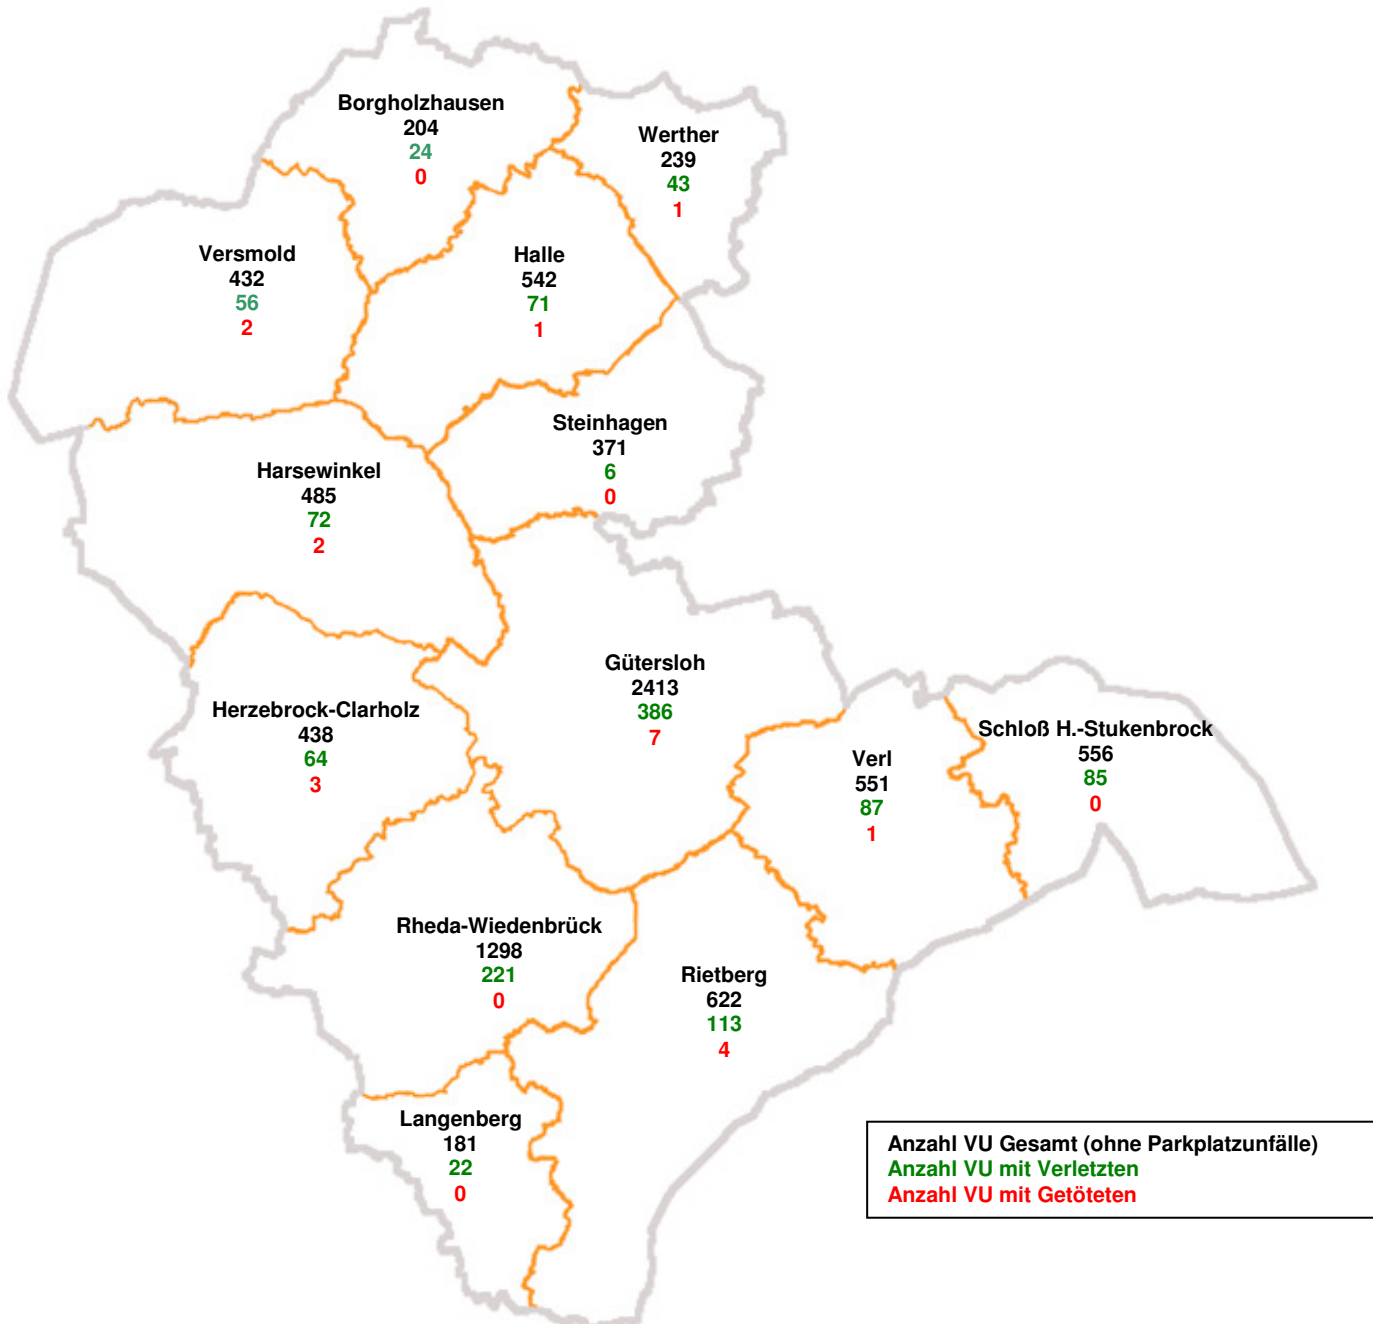 Borgholzhausen
204
24
0
Werther
239
43
1
Versmold
432
56
2
Halle
542
71
1
Steinhagen
371
6
0
Harsewinkel
485
72
2
Gütersloh
2413
386
7
Herzebrock-Clarholz
438
64
3
Verl
551
87
1
Schloß H.-Stukenbrock
556
85
0
Rheda-Wiedenbrück
1298
221
0
Rietberg
622
113
4
Langenberg
181
22
0
Anzahl VU Gesamt (ohne Parkplatzunfälle)
Anzahl VU mit Verletzten
Anzahl VU mit Getöteten